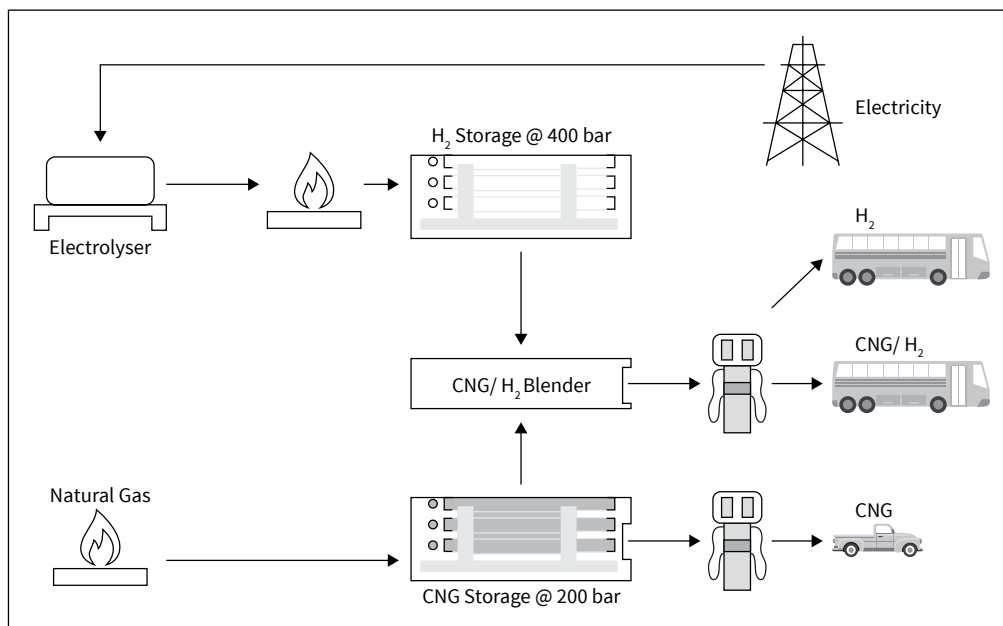 Electricity
H₂ Storage @ 400 bar
Electrolyser
H₂
CNG/ H₂
CNG/ H₂ Blender
Natural Gas
CNG
CNG Storage @ 200 bar